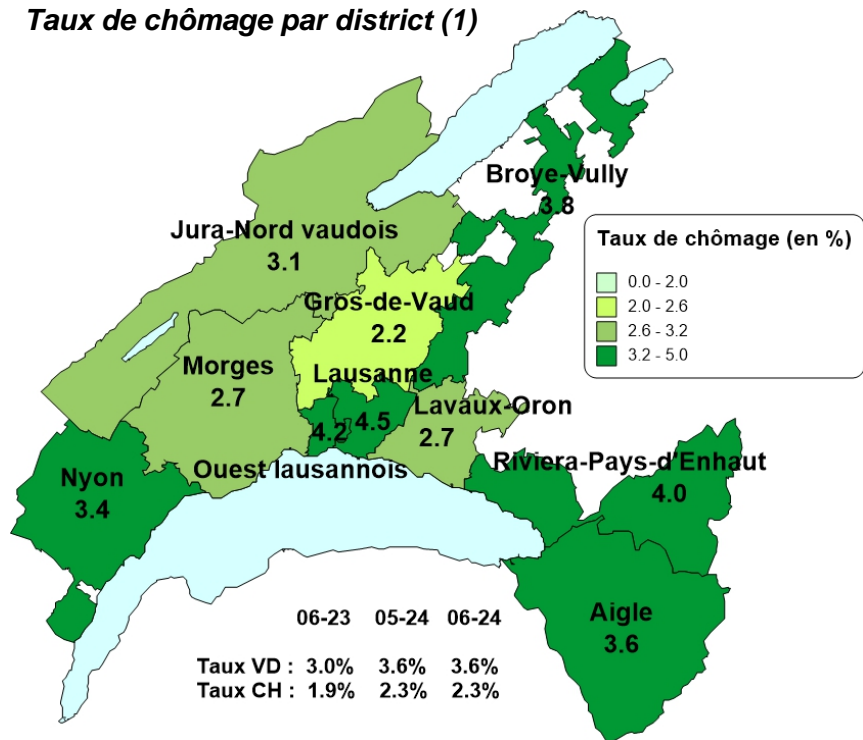 Taux de chômage par district (1)
Broye-Vully
3.8
Jura-Nord vaudois
3.1
Taux de chômage (en %)
0.0 - 2.0
2.0 - 2.6
2.6 - 3.2
3.2 - 5.0
Gros-de-Vaud
2.2
Morges
2.7
Lausanne
4.5
4.2
Lavaux-Oron
2.7
Ouest lausannois
Riviera-Pays-d'Enhaut
4.0
Nyon
3.4
Aigle
3.6
06-23 05-24 06-24
Taux VD : 3.0% 3.6% 3.6%
Taux CH : 1.9% 2.3% 2.3%